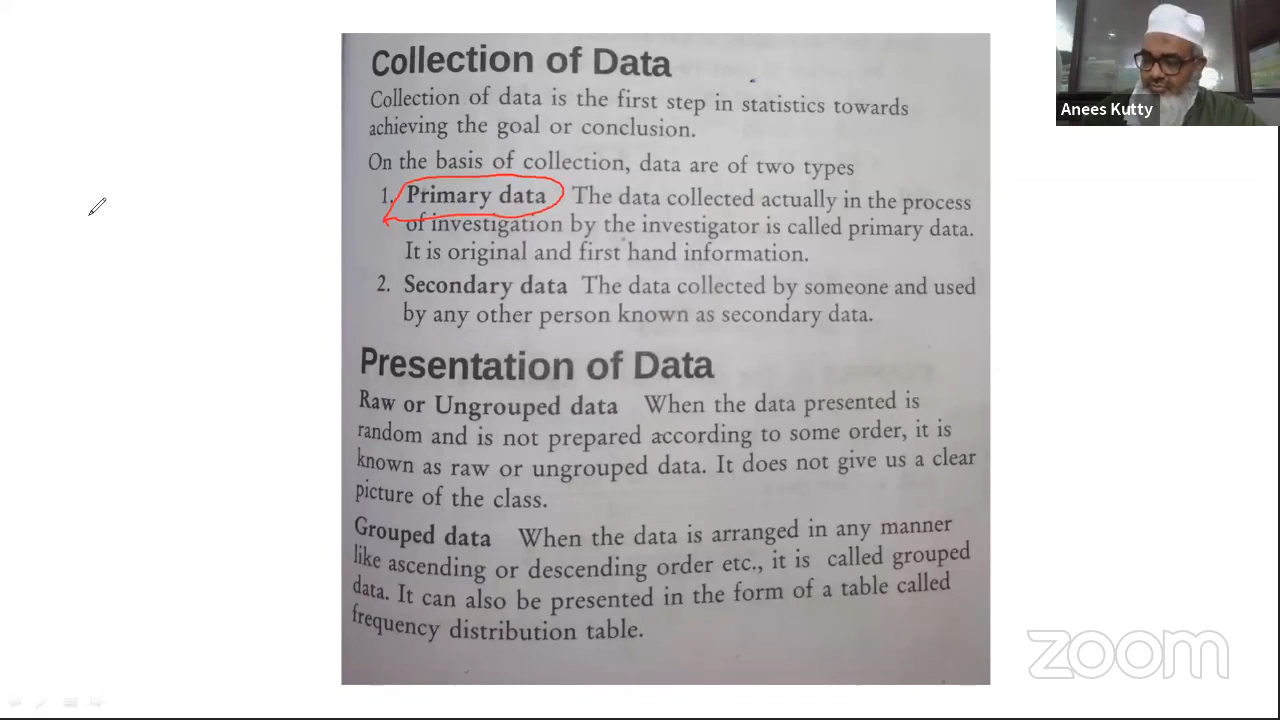 Anees Kutty
Collection of Data
Collection of data is the first step in statistics towards
achieving the goal or conclusion.
On the basis of collection, data are of two types
1. Primary data The data collected actually in the process
of investigation by the investigator is called primary data.
It is original and first hand information.
2. Secondary data The data collected by someone and used
by any other person known as secondary data.
Presentation of Data
Raw or Ungrouped data When the data presented is
random and is not prepared according to some order, it is
known as raw or ungrouped data. It does not give us a clear
picture of the class.
Grouped data When the data is arranged in any manner
like ascending or descending order etc., it is called grouped
data. It can also be presented in the form of a table called
frequency distribution table.
zoom